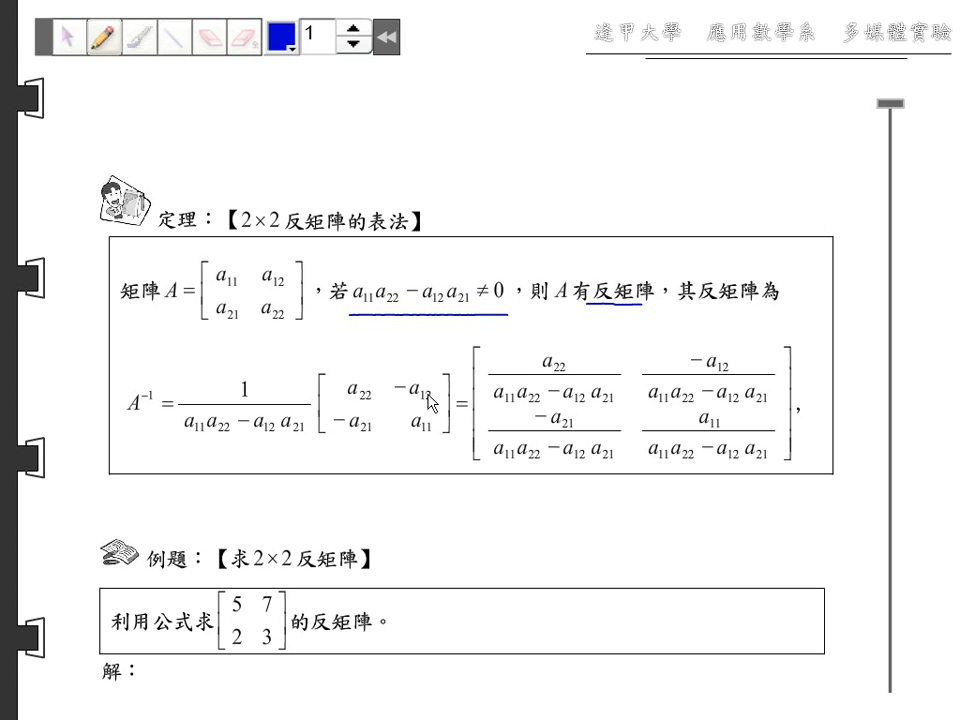 1
逢甲大學 應用數學系 多媒體實驗
定理：【2×2反矩陣的表法】
矩陣 A = [ a₁₁ a₁₂ ; a₂₁ a₂₂ ]，若 a₁₁a₂₂ − a₁₂a₂₁ ≠ 0，則 A 有反矩陣，其反矩陣為
A⁻¹ = 1 / (a₁₁a₂₂ − a₁₂a₂₁) [ a₂₂ −a₁₂ ; −a₂₁ a₁₁ ] = [ a₂₂ / (a₁₁a₂₂ − a₁₂a₂₁) −a₁₂ / (a₁₁a₂₂ − a₁₂a₂₁) ; −a₂₁ / (a₁₁a₂₂ − a₁₂a₂₁) a₁₁ / (a₁₁a₂₂ − a₁₂a₂₁) ]，
例題：【求2×2反矩陣】
利用公式求 [ 5 7 ; 2 3 ] 的反矩陣。
解：